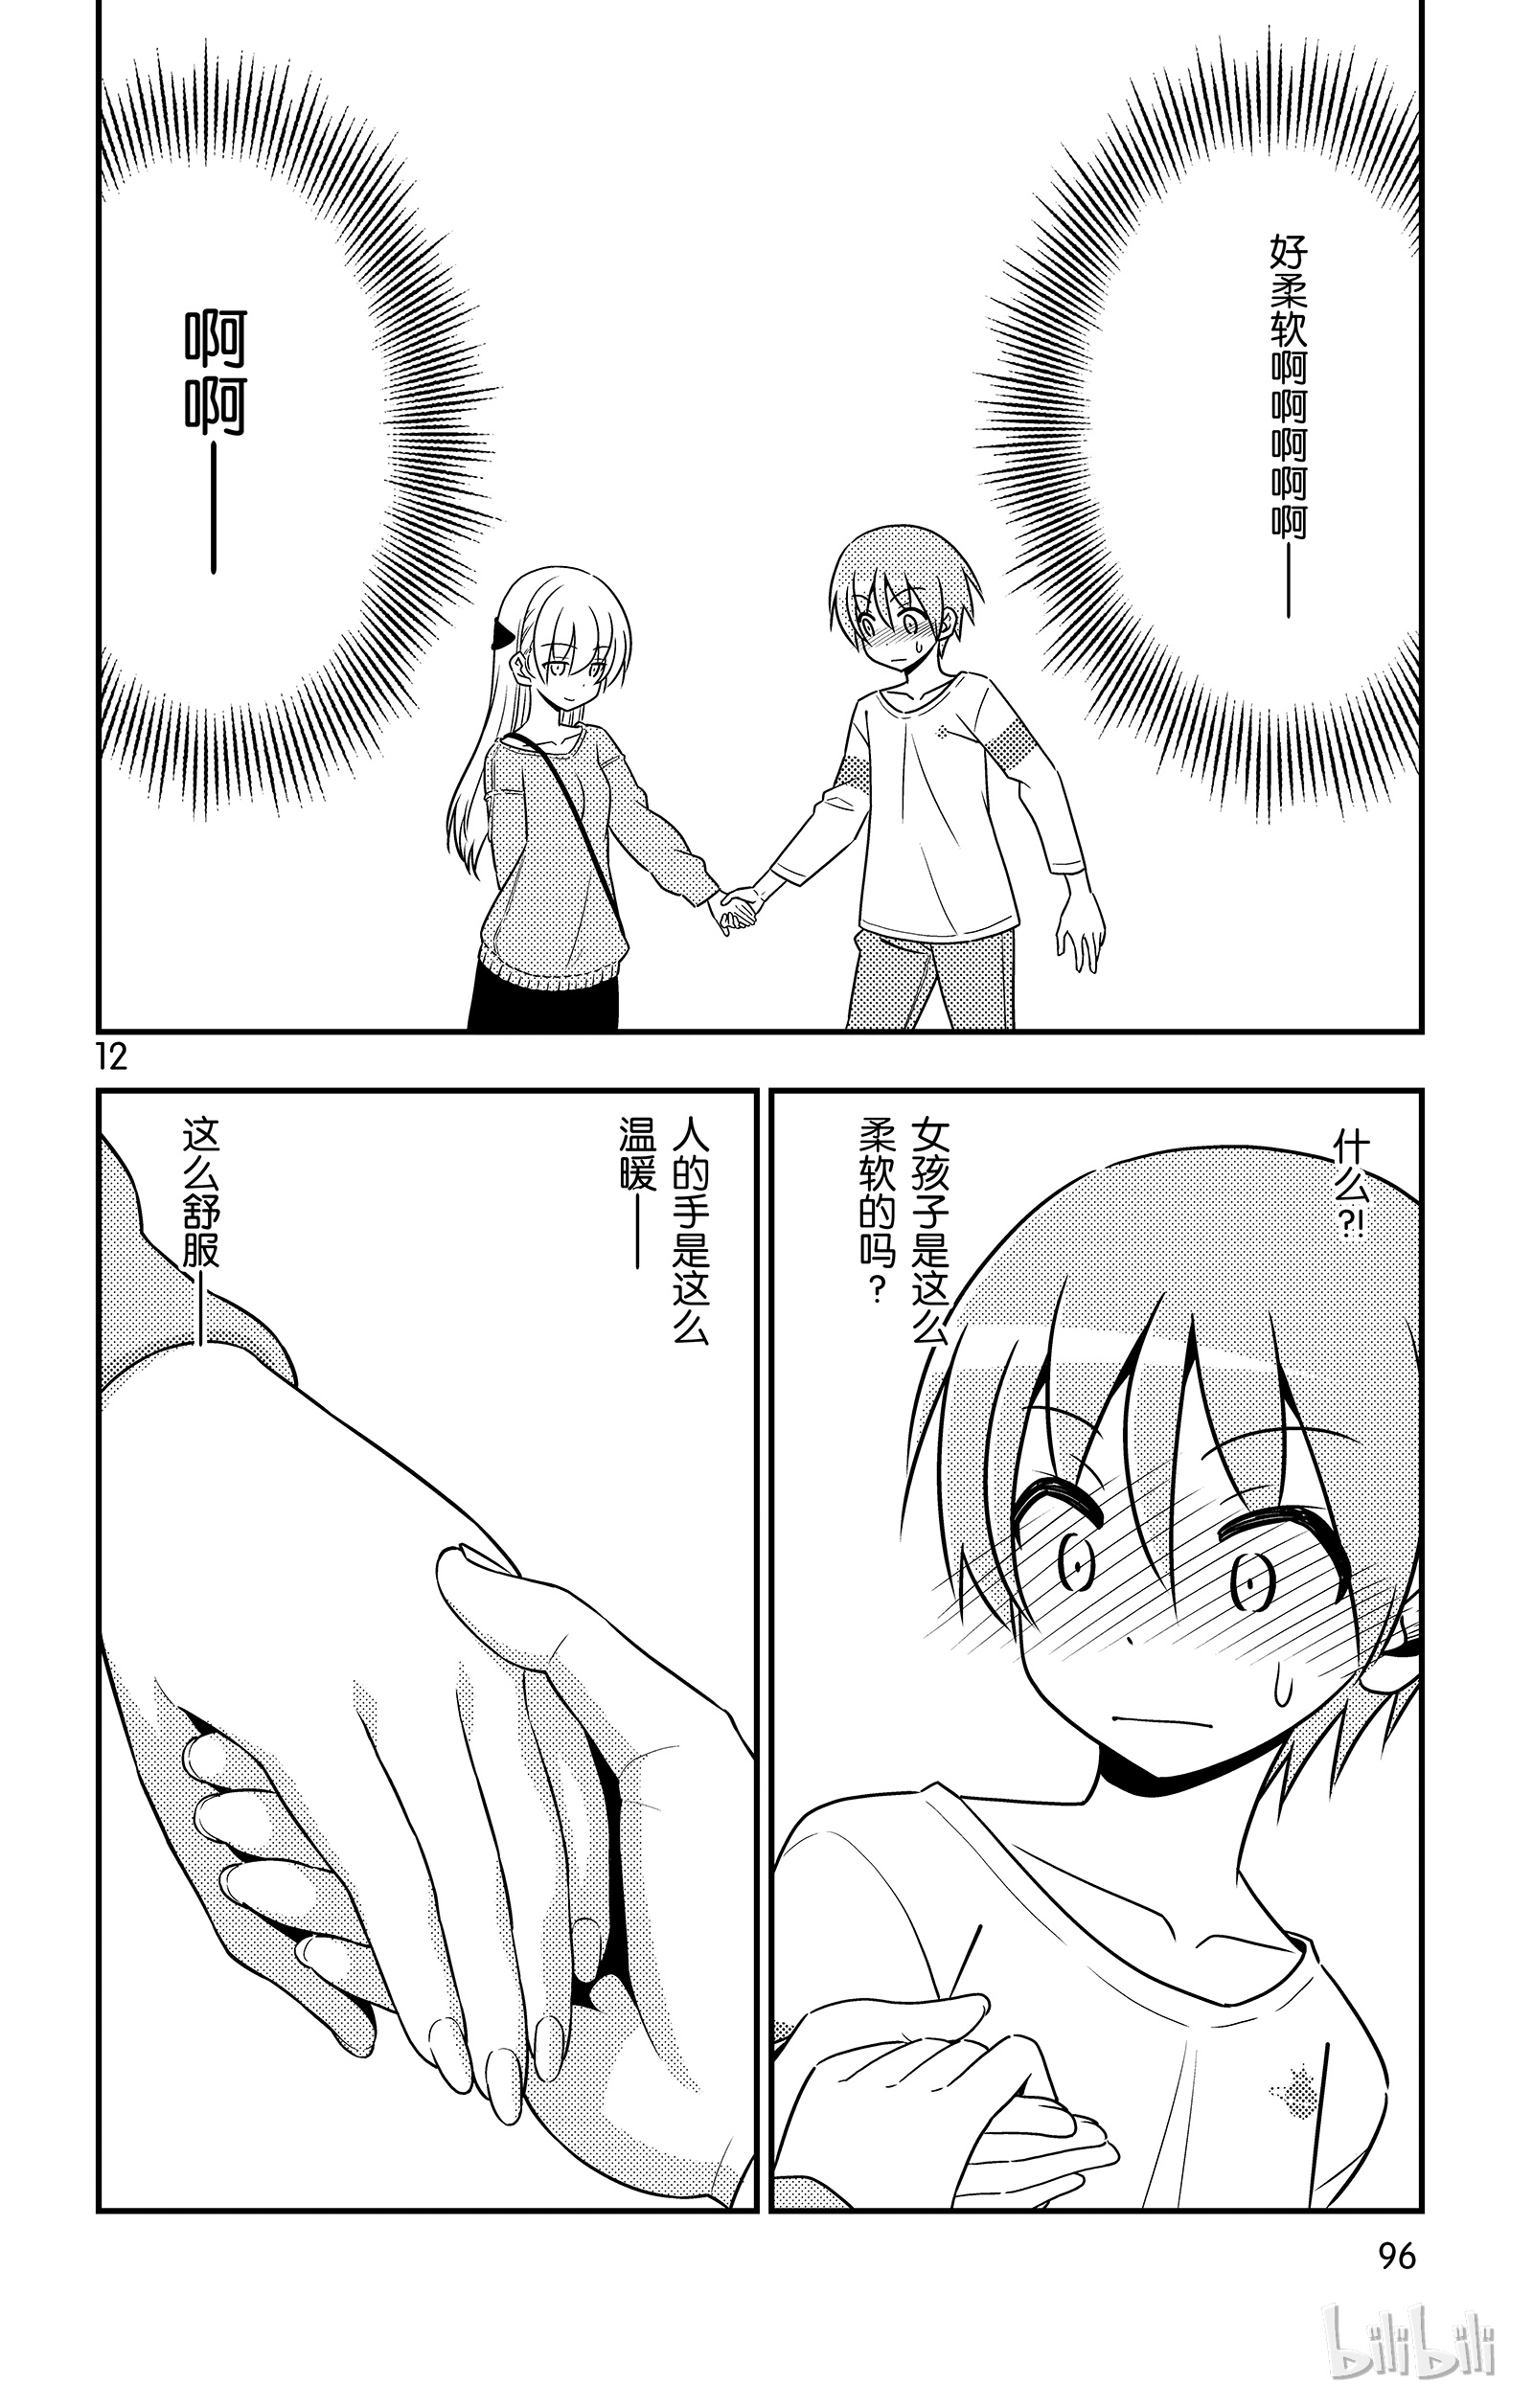 好柔软啊啊啊啊啊——
啊啊——
12
什么?!
女孩子是这么
柔软的吗?
人的手是这么
温暖——
这么舒服——
96
bilibili